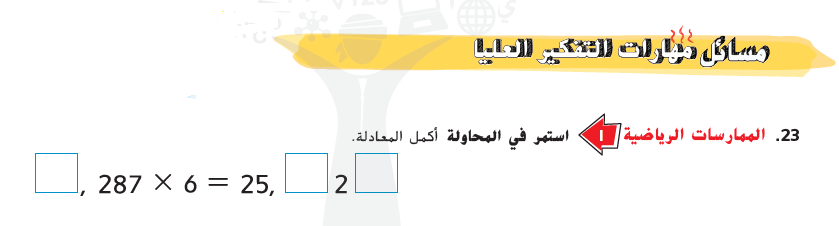 مسائل مهارات التفكير العليا
23. الممارسات الرياضية 1 استمر في المحاولة أكمل المعادلة.
□, 287 × 6 = 25, □ 2 □